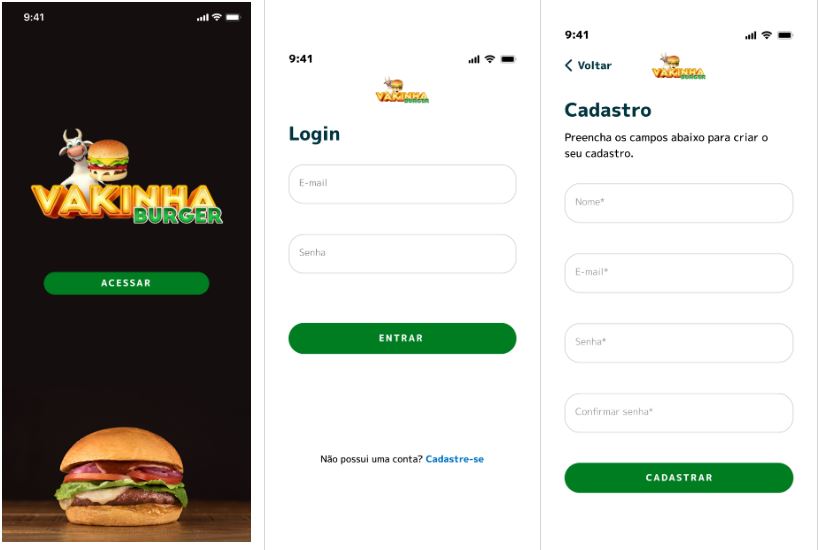 9:41
VAKINHA
BURGER
ACESSAR
9:41
VAKINHA
BURGER
Login
E-mail
Senha
ENTRAR
Não possui uma conta? Cadastre-se
9:41
Voltar
VAKINHA
BURGER
Cadastro
Preencha os campos abaixo para criar o
seu cadastro.
Nome*
E-mail*
Senha*
Confirmar senha*
CADASTRAR